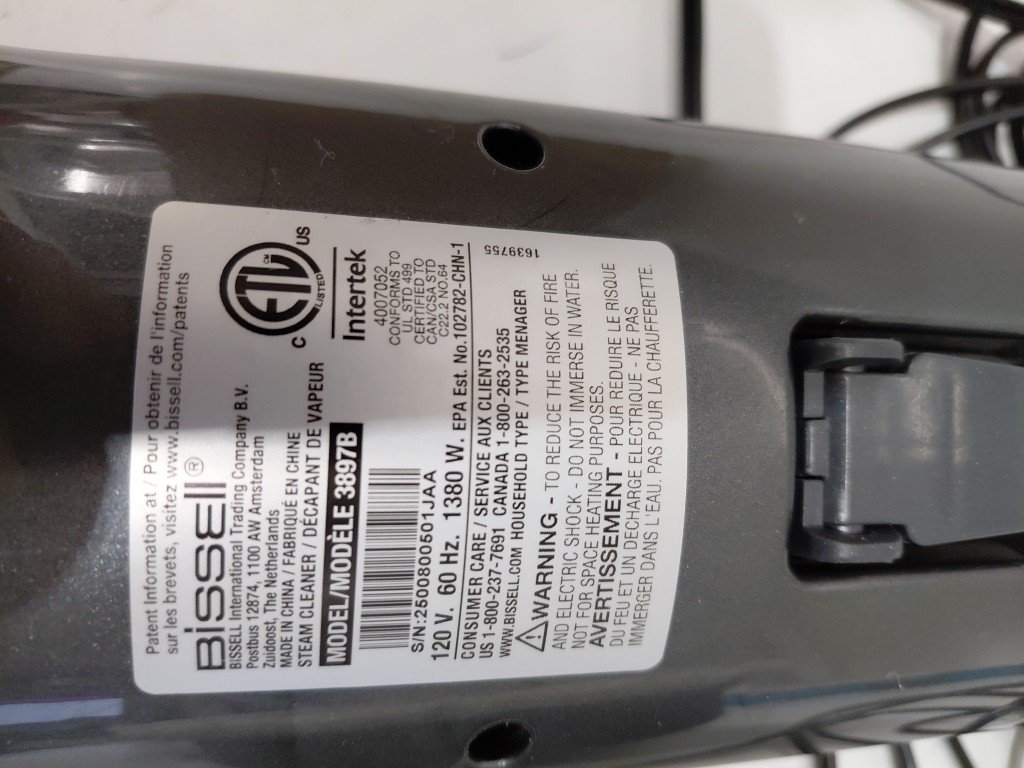 Patent Information at / Pour obtenir de l'information
sur les brevets, visitez www.bissell.com/patents
BISSELL®
BISSELL International Trading Company B.V.
Postbus 12874, 1100 AW Amsterdam
Zuidoost, The Netherlands
MADE IN CHINA / FABRIQUÉ EN CHINE
STEAM CLEANER / DÉCAPANT DE VAPEUR
MODEL/MODÈLE 3897B
C ETL CM LISTED US
Intertek
4007052
CONFORMS TO
UL STD 499
CERTIFIED TO
CAN/CSA STD
C22.2 NO.64
S/N:2500800501JAA
120 V. 60 Hz. 1380 W. EPA Est. No.102782-CHN-1
CONSUMER CARE / SERVICE AUX CLIENTS
US 1-800-237-7691 CANADA 1-800-263-2535
WWW.BISSELL.COM HOUSEHOLD TYPE / TYPE MENAGER
1639755
⚠WARNING - TO REDUCE THE RISK OF FIRE
AND ELECTRIC SHOCK - DO NOT IMMERSE IN WATER.
NOT FOR SPACE HEATING PURPOSES.
AVERTISSEMENT - POUR REDUIRE LE RISQUE
DU FEU ET UN DECHARGE ELECTRIQUE - NE PAS
IMMERGER DANS L'EAU. PAS POUR LA CHAUFFERETTE.